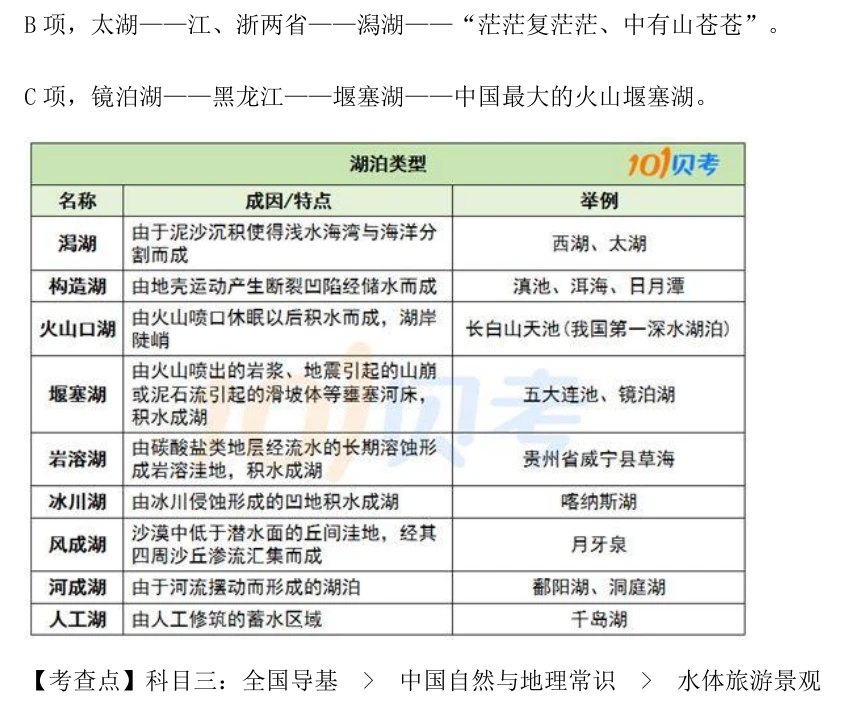 B 项，太湖——江、浙两省——潟湖——“茫茫复茫茫、中有山苍苍”。
C 项，镜泊湖——黑龙江——堰塞湖——中国最大的火山堰塞湖。
湖泊类型 101贝考
名称 成因/特点 举例
潟湖 由于泥沙沉积使得浅水海湾与海洋分
割而成 西湖、太湖
构造湖 由地壳运动产生断裂凹陷经储水而成 滇池、洱海、日月潭
火山口湖 由火山喷口休眠以后积水而成，湖岸
陡峭 长白山天池(我国第一深水湖泊)
堰塞湖 由火山喷出的岩浆、地震引起的山崩
或泥石流引起的滑坡体等壅塞河床，
积水成湖 五大连池、镜泊湖
岩溶湖 由碳酸盐类地层经流水的长期溶蚀形
成岩溶洼地，积水成湖 贵州省威宁县草海
冰川湖 由冰川侵蚀形成的凹地积水成湖 喀纳斯湖
风成湖 沙漠中低于潜水面的丘间洼地，经其
四周沙丘渗流汇集而成 月牙泉
河成湖 由于河流摆动而形成的湖泊 鄱阳湖、洞庭湖
人工湖 由人工修筑的蓄水区域 千岛湖
101贝考
【考查点】科目三：全国导基 > 中国自然与地理常识 > 水体旅游景观